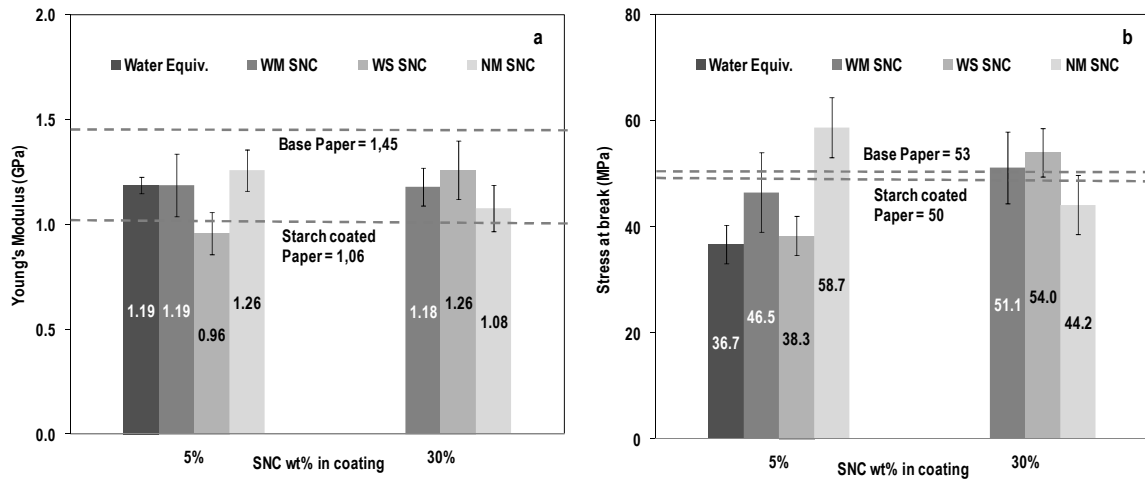 a
2.0
1.5
1.0
0.5
0.0
Young's Modulus (GPa)
Water Equiv. WM SNC WS SNC NM SNC
Base Paper = 1,45
Starch coated
Paper = 1,06
1.19 1.19 0.96 1.26
1.18 1.26 1.08
5% 30%
SNC wt% in coating
b
80
60
40
20
0
Stress at break (MPa)
Water Equiv. WM SNC WS SNC NM SNC
Base Paper = 53
Starch coated
Paper = 50
36.7 46.5 38.3 58.7
51.1 54.0 44.2
5% 30%
SNC wt% in coating